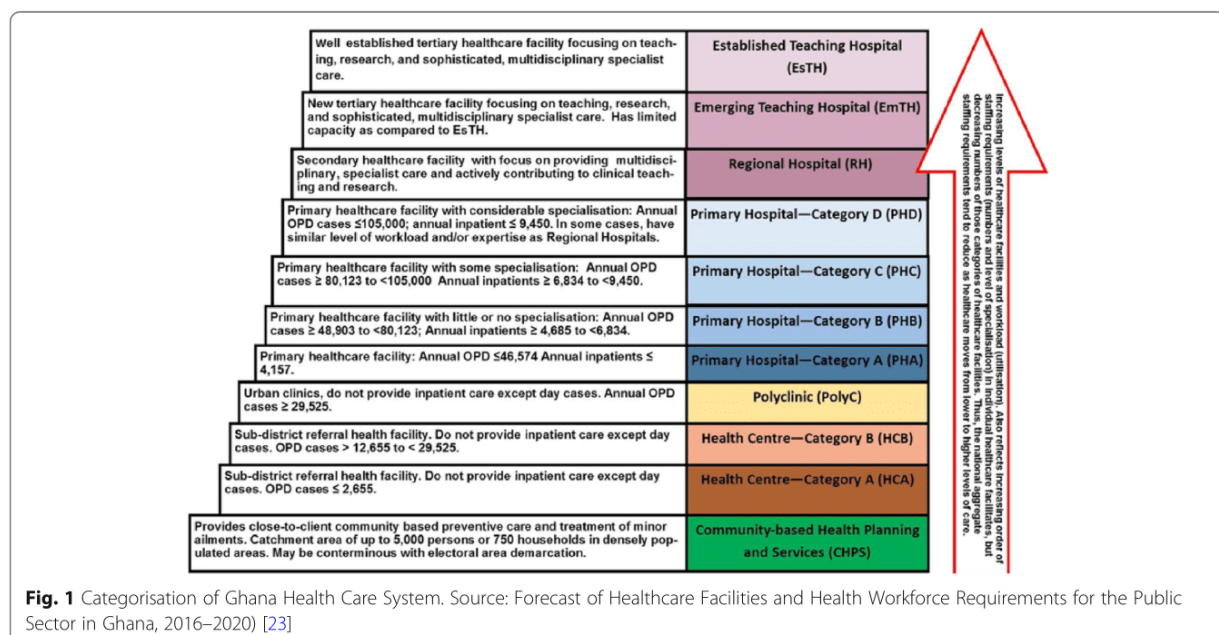 Well established tertiary healthcare facility focusing on teach-
ing, research, and sophisticated, multidisciplinary specialist
care.
Established Teaching Hospital
(EsTH)
New tertiary healthcare facility focusing on teaching, research,
and sophisticated, multidisciplinary specialist care. Has limited
capacity as compared to EsTH.
Emerging Teaching Hospital (EmTH)
Secondary healthcare facility with focus on providing multidisci-
plinary, specialist care and actively contributing to clinical teach-
ing and research.
Regional Hospital (RH)
Primary healthcare facility with considerable specialisation: Annual
OPD cases ≤105,000; annual inpatient ≤ 9,450. In some cases, have
similar level of workload and/or expertise as Regional Hospitals.
Primary Hospital—Category D (PHD)
Primary healthcare facility with some specialisation: Annual OPD
cases ≥ 80,123 to <105,000 Annual inpatients ≥ 6,834 to <9,450.
Primary Hospital—Category C (PHC)
Primary healthcare facility with little or no specialisation: Annual OPD
cases ≥ 48,903 to <80,123; Annual inpatients ≥ 4,685 to <6,834.
Primary Hospital—Category B (PHB)
Primary healthcare facility: Annual OPD ≤46,574 Annual inpatients ≤
4,157.
Primary Hospital—Category A (PHA)
Urban clinics, do not provide inpatient care except day cases. Annual OPD
cases ≥ 29,525.
Polyclinic (PolyC)
Sub-district referral health facility. Do not provide inpatient care except day
cases. OPD cases > 12,655 to < 29,525.
Health Centre—Category B (HCB)
Sub-district referral health facility. Do not provide inpatient care except day
cases. OPD cases ≤ 2,655.
Health Centre—Category A (HCA)
Provides close-to-client community based preventive care and treatment of minor
ailments. Catchment area of up to 5,000 persons or 750 households in densely pop-
ulated areas. May be conterminous with electoral area demarcation.
Community-based Health Planning
and Services (CHPS)
Increasing levels of healthcare facilities and workload (utilisation). Also reflects increasing order of
staffing requirements (numbers and level of specialisation) in individual healthcare facilitates, but
decreasing numbers of those categories of healthcare facilities. Thus, the national aggregate
staffing requirements tend to reduce as healthcare moves from lower to higher levels of care.
Fig. 1 Categorisation of Ghana Health Care System. Source: Forecast of Healthcare Facilities and Health Workforce Requirements for the Public
Sector in Ghana, 2016–2020) [23]